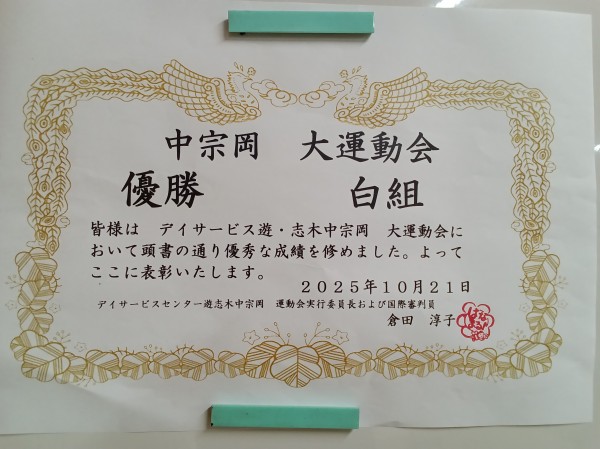 中宗岡　大運動会
優勝　白組
皆様は　デイサービス遊・志木中宗岡　大運動会に
おいて頭書の通り優秀な成績を修めました。よって
ここに表彰いたします。
２０２５年１０月２１日
デイサービスセンター遊志木中宗岡　運動会実行委員長および国際審判員
倉田　淳子